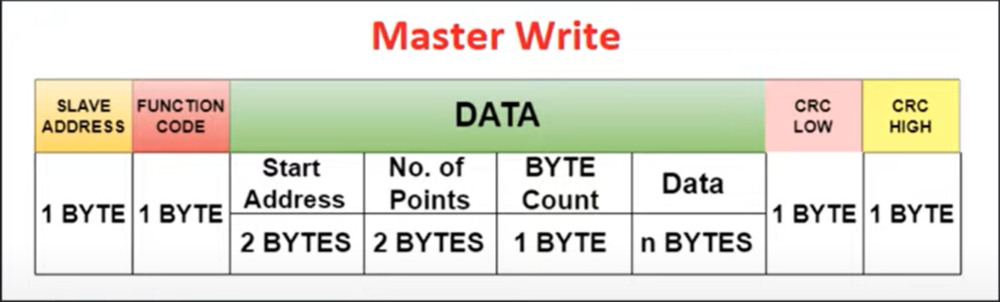 Master Write
SLAVE ADDRESS
FUNCTION CODE
DATA
CRC LOW
CRC HIGH
1 BYTE
1 BYTE
Start Address
No. of Points
BYTE Count
Data
1 BYTE
1 BYTE
2 BYTES
2 BYTES
1 BYTE
n BYTES